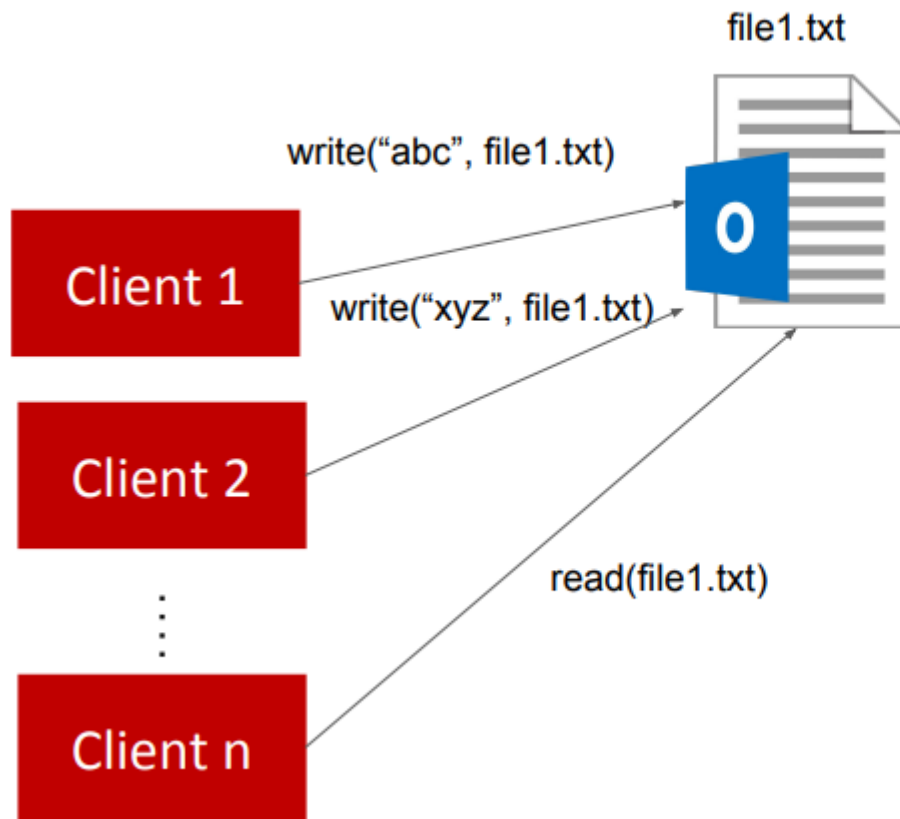 file1.txt
write(“abc”, file1.txt)
Client 1
write(“xyz”, file1.txt)
Client 2
read(file1.txt)
Client n
O